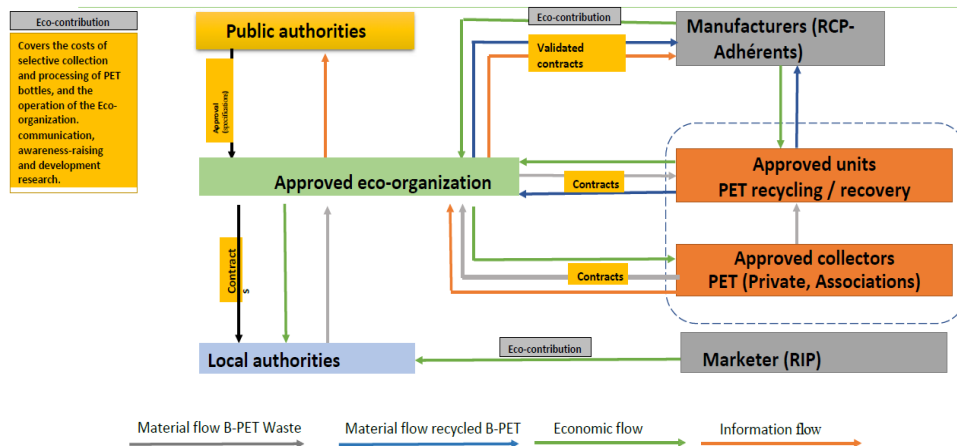 Eco-contribution
Covers the costs of
selective collection
and processing of PET
bottles, and the
operation of the Eco-
organization.
communication,
awareness-raising
and development
research.
Public authorities
Eco-contribution
Manufacturers (RCP-
Adhérents)
Validated
contracts
Approval
(specifications)
Approved eco-organization
Contracts
Approved units
PET recycling / recovery
Contracts
Approved collectors
PET (Private, Associations)
Contract
s
Local authorities
Eco-contribution
Marketer (RIP)
Material flow B-PET Waste
Material flow recycled B-PET
Economic flow
Information flow